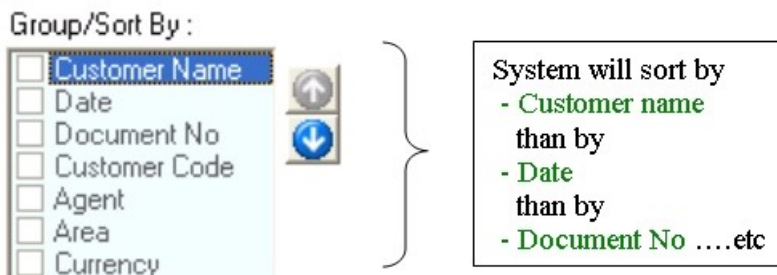 Group/Sort By :
Customer Name
Date
Document No
Customer Code
Agent
Area
Currency
System will sort by
- Customer name
than by
- Date
than by
- Document No ....etc